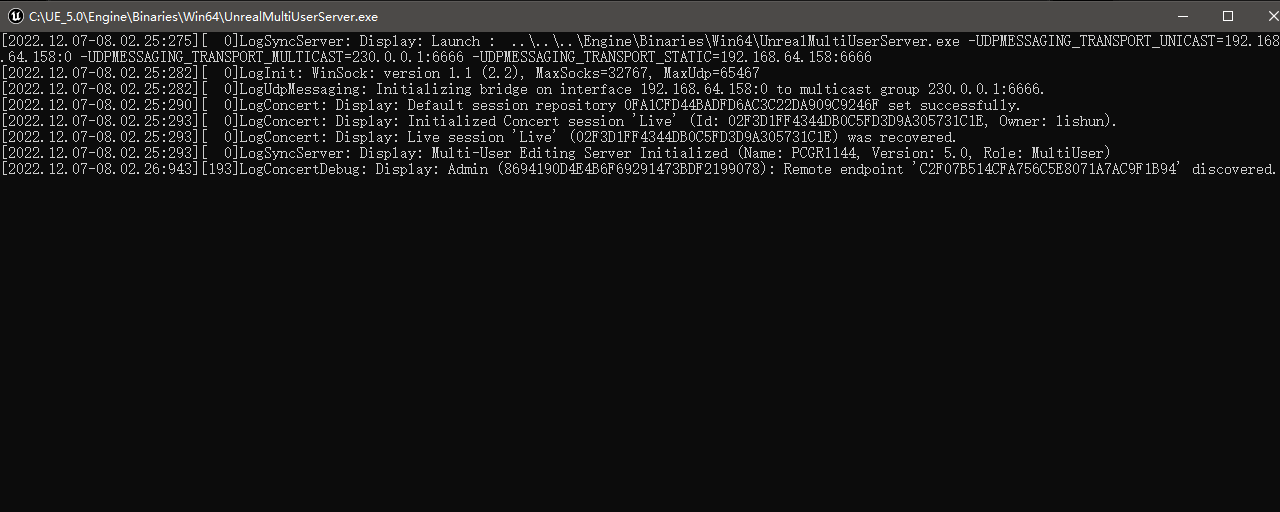 C:\UE_5.0\Engine\Binaries\Win64\UnrealMultiUserServer.exe
[2022.12.07-08.02.25:275][  0]LogSyncServer: Display: Launch :  ..\..\..\Engine\Binaries\Win64\UnrealMultiUserServer.exe -UDPMESSAGING_TRANSPORT_UNICAST=192.168
.64.158:0 -UDPMESSAGING_TRANSPORT_MULTICAST=230.0.0.1:6666 -UDPMESSAGING_TRANSPORT_STATIC=192.168.64.158:6666
[2022.12.07-08.02.25:282][  0]LogInit: WinSock: version 1.1 (2.2), MaxSocks=32767, MaxUdp=65467
[2022.12.07-08.02.25:282][  0]LogUdpMessaging: Initializing bridge on interface 192.168.64.158:0 to multicast group 230.0.0.1:6666.
[2022.12.07-08.02.25:290][  0]LogConcert: Display: Default session repository 0FA1CFD44BADFD6AC3C22DA909C9246F set successfully.
[2022.12.07-08.02.25:293][  0]LogConcert: Display: Initialized Concert session 'Live' (Id: 02F3D1FF4344DB0C5FD3D9A305731C1E, Owner: lishun).
[2022.12.07-08.02.25:293][  0]LogConcert: Display: Live session 'Live' (02F3D1FF4344DB0C5FD3D9A305731C1E) was recovered.
[2022.12.07-08.02.25:293][  0]LogSyncServer: Display: Multi-User Editing Server Initialized (Name: PCGR1144, Version: 5.0, Role: MultiUser)
[2022.12.07-08.02.26:943][193]LogConcertDebug: Display: Admin (8694190D4E4B6F69291473BDF2199078): Remote endpoint 'C2F07B514CFA756C5E8071A7AC9F1B94' discovered.